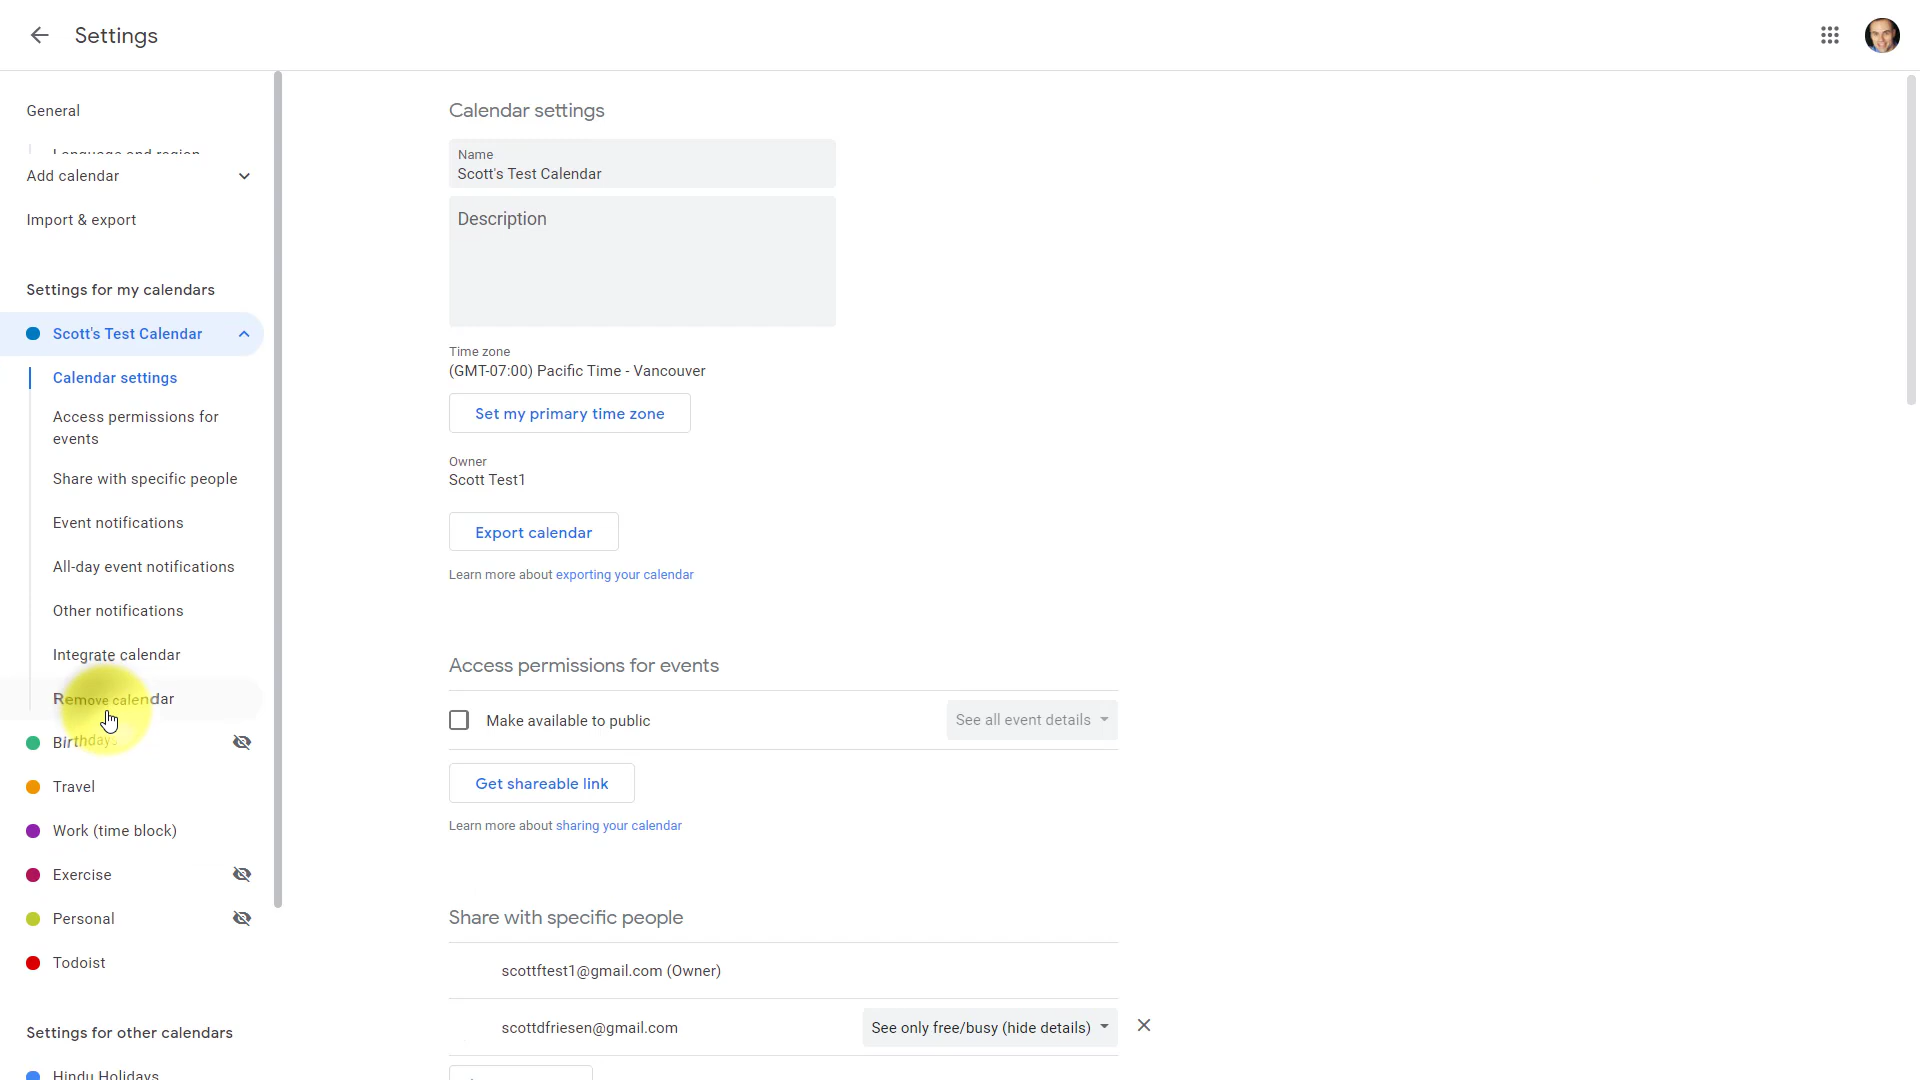 Settings
General
Language and region
Add calendar
Import & export
Settings for my calendars
Scott's Test Calendar
Calendar settings
Access permissions for
events
Share with specific people
Event notifications
All-day event notifications
Other notifications
Integrate calendar
Remove calendar
Birthdays
Travel
Work (time block)
Exercise
Personal
Todoist
Settings for other calendars
Hindu Holidays
Calendar settings
Name
Scott's Test Calendar
Description
Time zone
(GMT-07:00) Pacific Time - Vancouver
Set my primary time zone
Owner
Scott Test1
Export calendar
Learn more about exporting your calendar
Access permissions for events
Make available to public
See all event details
Get shareable link
Learn more about sharing your calendar
Share with specific people
scottftest1@gmail.com (Owner)
scottdfriesen@gmail.com
See only free/busy (hide details)